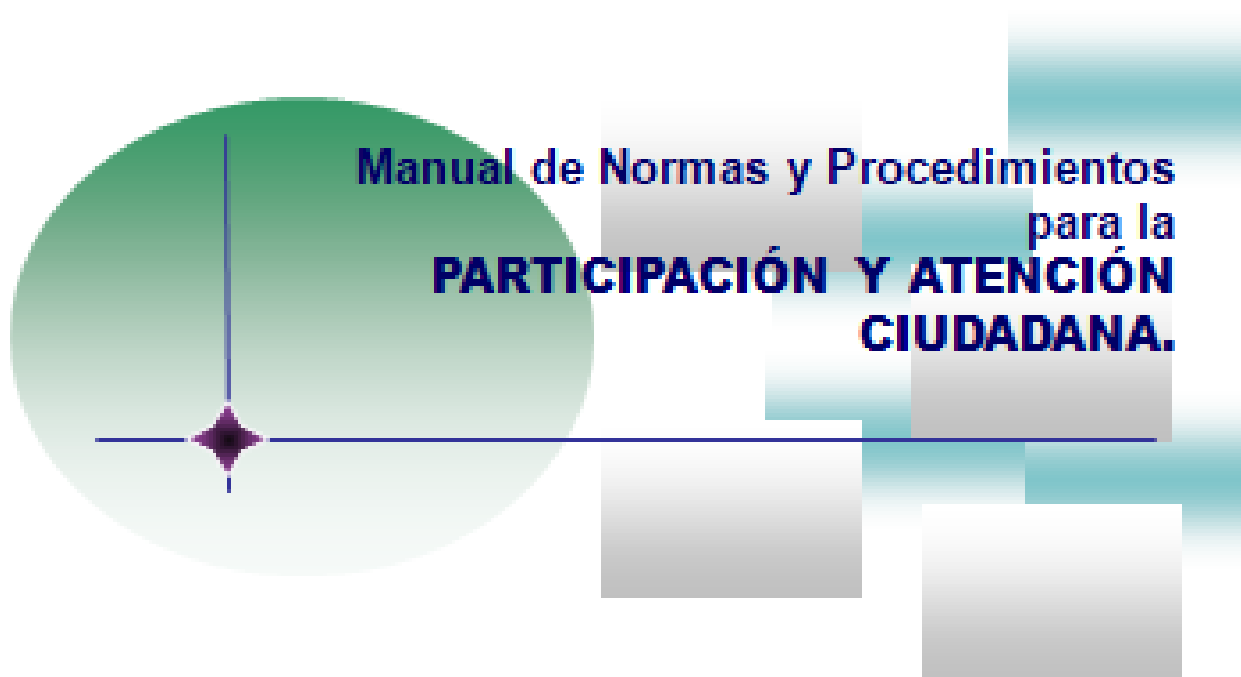 Manual de Normas y Procedimientos
para la
PARTICIPACIÓN Y ATENCIÓN
CIUDADANA.